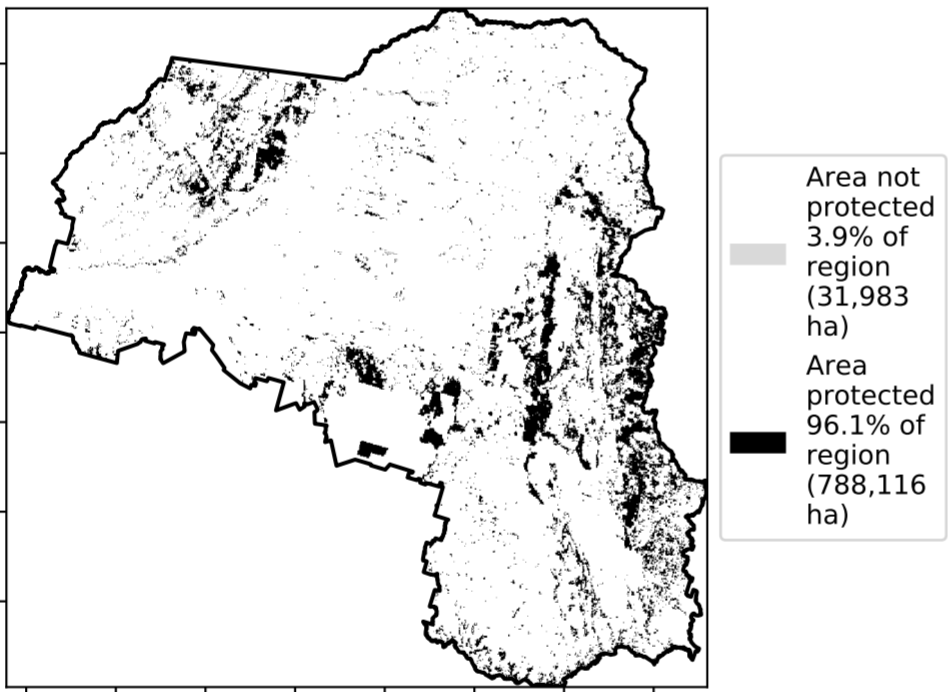 Area not
protected
3.9% of
region
(31,983
ha)
Area
protected
96.1% of
region
(788,116
ha)